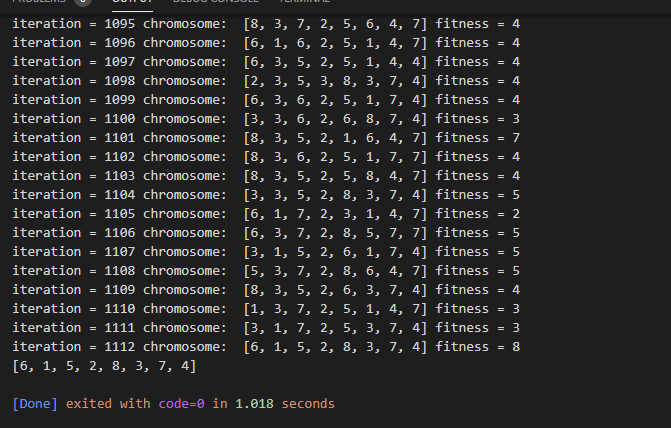 PROBLEMS OUTPUT DEBUG CONSOLE TERMINAL
iteration = 1095 chromosome:  [8, 3, 7, 2, 5, 6, 4, 7] fitness = 4
iteration = 1096 chromosome:  [6, 1, 6, 2, 5, 1, 4, 7] fitness = 4
iteration = 1097 chromosome:  [6, 3, 5, 2, 5, 1, 4, 4] fitness = 4
iteration = 1098 chromosome:  [2, 3, 5, 3, 8, 3, 7, 4] fitness = 4
iteration = 1099 chromosome:  [6, 3, 6, 2, 5, 1, 7, 4] fitness = 4
iteration = 1100 chromosome:  [3, 3, 6, 2, 6, 8, 7, 4] fitness = 3
iteration = 1101 chromosome:  [8, 3, 5, 2, 1, 6, 4, 7] fitness = 7
iteration = 1102 chromosome:  [8, 3, 6, 2, 5, 1, 7, 7] fitness = 4
iteration = 1103 chromosome:  [8, 3, 5, 2, 5, 8, 4, 7] fitness = 4
iteration = 1104 chromosome:  [3, 3, 5, 2, 8, 3, 7, 4] fitness = 5
iteration = 1105 chromosome:  [6, 1, 7, 2, 3, 1, 4, 7] fitness = 2
iteration = 1106 chromosome:  [6, 3, 7, 2, 8, 5, 7, 7] fitness = 5
iteration = 1107 chromosome:  [3, 1, 5, 2, 6, 1, 7, 4] fitness = 5
iteration = 1108 chromosome:  [5, 3, 7, 2, 8, 6, 4, 7] fitness = 5
iteration = 1109 chromosome:  [8, 3, 5, 2, 6, 3, 7, 4] fitness = 4
iteration = 1110 chromosome:  [1, 3, 7, 2, 5, 1, 4, 7] fitness = 3
iteration = 1111 chromosome:  [3, 1, 7, 2, 5, 3, 7, 4] fitness = 3
iteration = 1112 chromosome:  [6, 1, 5, 2, 8, 3, 7, 4] fitness = 8
[6, 1, 5, 2, 8, 3, 7, 4]
[Done] exited with code=0 in 1.018 seconds